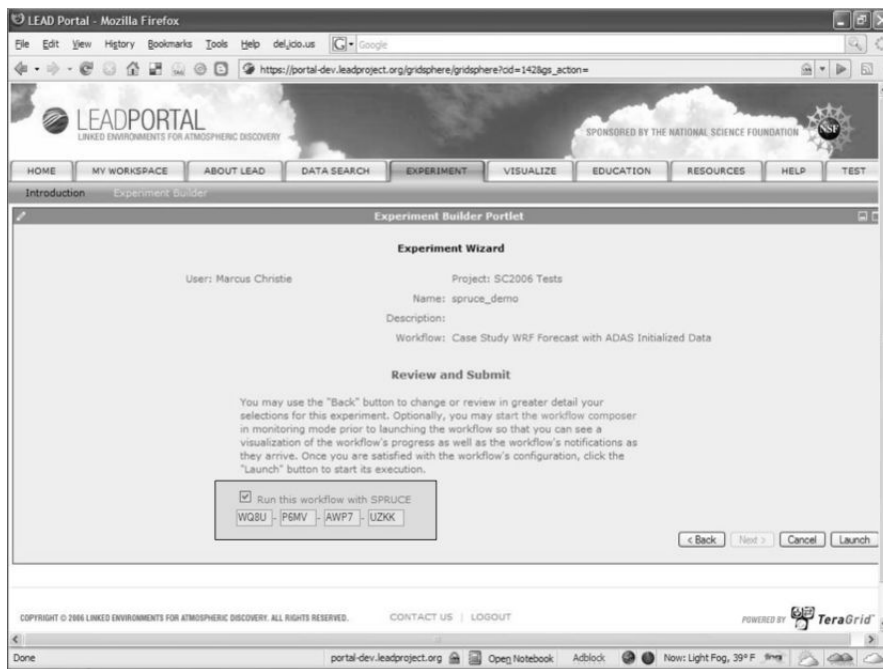 LEAD Portal - Mozilla Firefox
File Edit View History Bookmarks Tools Help del.icio.us G Google
https://portal-dev.leadproject.org/gridsphere/gridsphere?cid=142&gs_action=
LEADPORTAL
LINKED ENVIRONMENTS FOR ATMOSPHERIC DISCOVERY
SPONSORED BY THE NATIONAL SCIENCE FOUNDATION
NSF
HOME MY WORKSPACE ABOUT LEAD DATA SEARCH EXPERIMENT VISUALIZE EDUCATION RESOURCES HELP TEST
Introduction Experiment Builder
Experiment Builder Portlet
Experiment Wizard
User: Marcus Christie Project: SC2006 Tests
Name: spruce_demo
Description:
Workflow: Case Study WRF Forecast with ADAS Initialized Data
Review and Submit
You may use the "Back" button to change or review in greater detail your
selections for this experiment. Optionally, you may start the workflow composer
in monitoring mode prior to launching the workflow so that you can see a
visualization of the workflow's progress as well as the workflow's notifications as
they arrive. Once you are satisfied with the workflow's configuration, click the
"Launch" button to start its execution.
Run this workflow with SPRUCE
WQ8U - P6MV - AWP7 - UZKK
< Back Next > Cancel Launch
COPYRIGHT © 2006 LINKED ENVIRONMENTS FOR ATMOSPHERIC DISCOVERY. ALL RIGHTS RESERVED. CONTACT US | LOGOUT POWERED BY TeraGrid
Done portal-dev.leadproject.org Open Notebook Adblock Now: Light Fog, 39° F